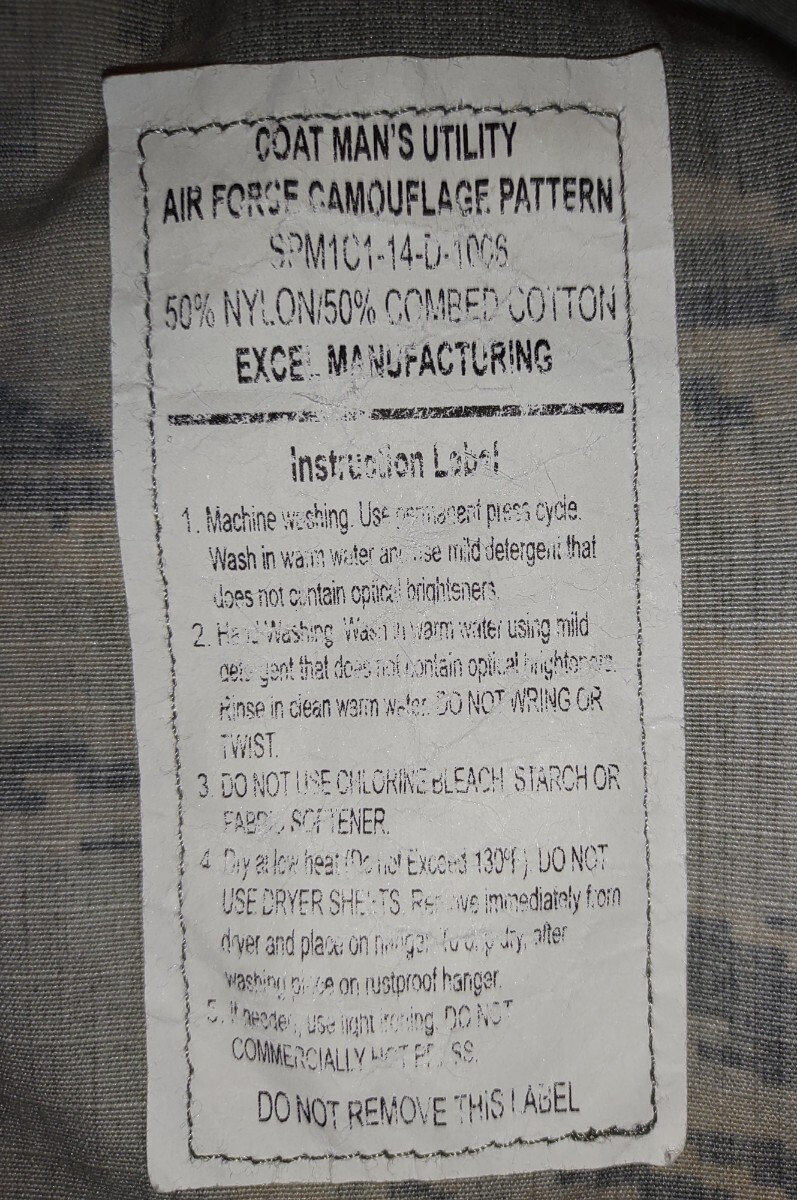 COAT MAN'S UTILITY
AIR FORCE CAMOUFLAGE PATTERN
SPM1C1-14-D-1006
50% NYLON/50% COMBED COTTON
EXCEL MANUFACTURING
Instruction Label
1. Machine washing. Use permanent press cycle.
Wash in warm water and use mild detergent that
does not contain optical brighteners.
2. Hand Washing. Wash in warm water using mild
detergent that does not contain optical brighteners.
Rinse in clean warm water. DO NOT WRING OR
TWIST.
3. DO NOT USE CHLORINE BLEACH STARCH OR
FABRIC SOFTENER.
4. Dry at low heat (Do not Exceed 130°F). DO NOT
USE DRYER SHEETS. Remove immediately from
dryer and place on hanger. To drip dry, after
washing place on rustproof hanger.
5. If needed, use light ironing. DO NOT
COMMERCIALLY HOT PRESS.
DO NOT REMOVE THIS LABEL